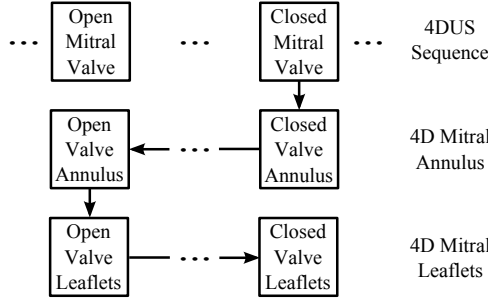 ... Open Mitral Valve ... Closed Mitral Valve ... 4DUS Sequence
Open Valve Annulus ... Closed Valve Annulus 4D Mitral Annulus
Open Valve Leaflets ... Closed Valve Leaflets 4D Mitral Leaflets